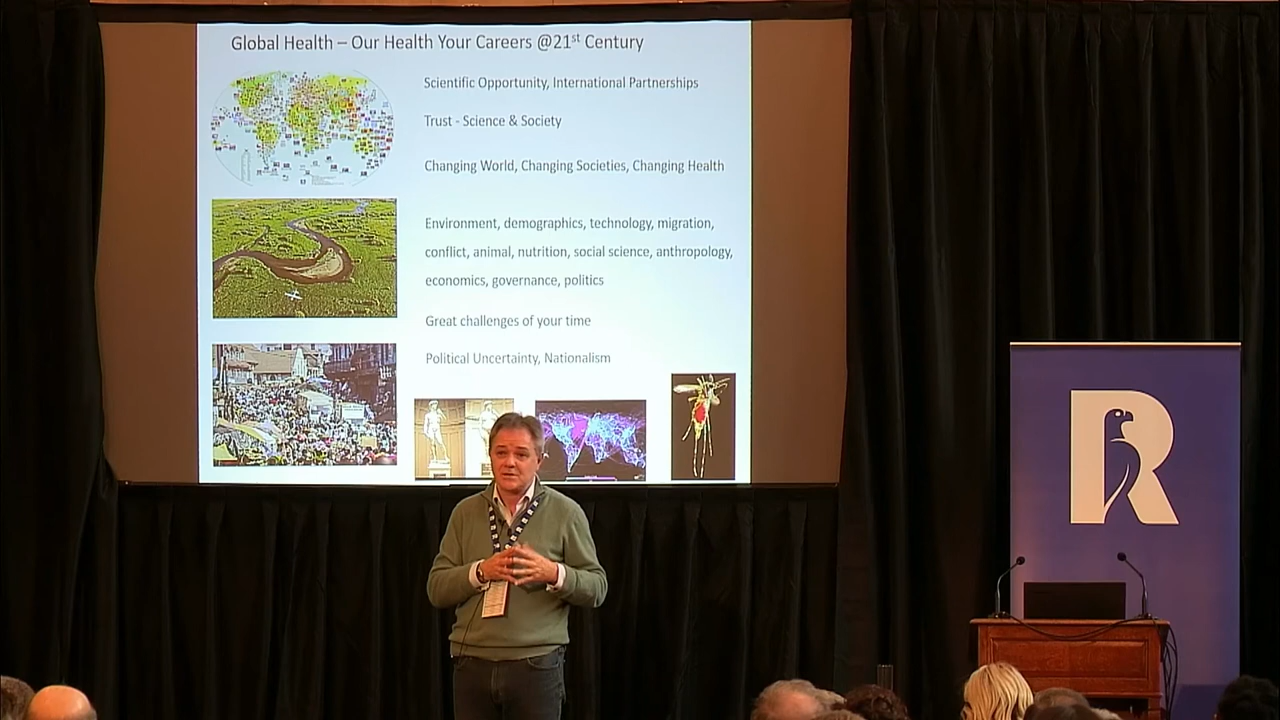 Global Health – Our Health Your Careers @21st Century
Scientific Opportunity, International Partnerships
Trust - Science & Society
Changing World, Changing Societies, Changing Health
Environment, demographics, technology, migration,
conflict, animal, nutrition, social science, anthropology,
economics, governance, politics
Great challenges of your time
Political Uncertainty, Nationalism
R